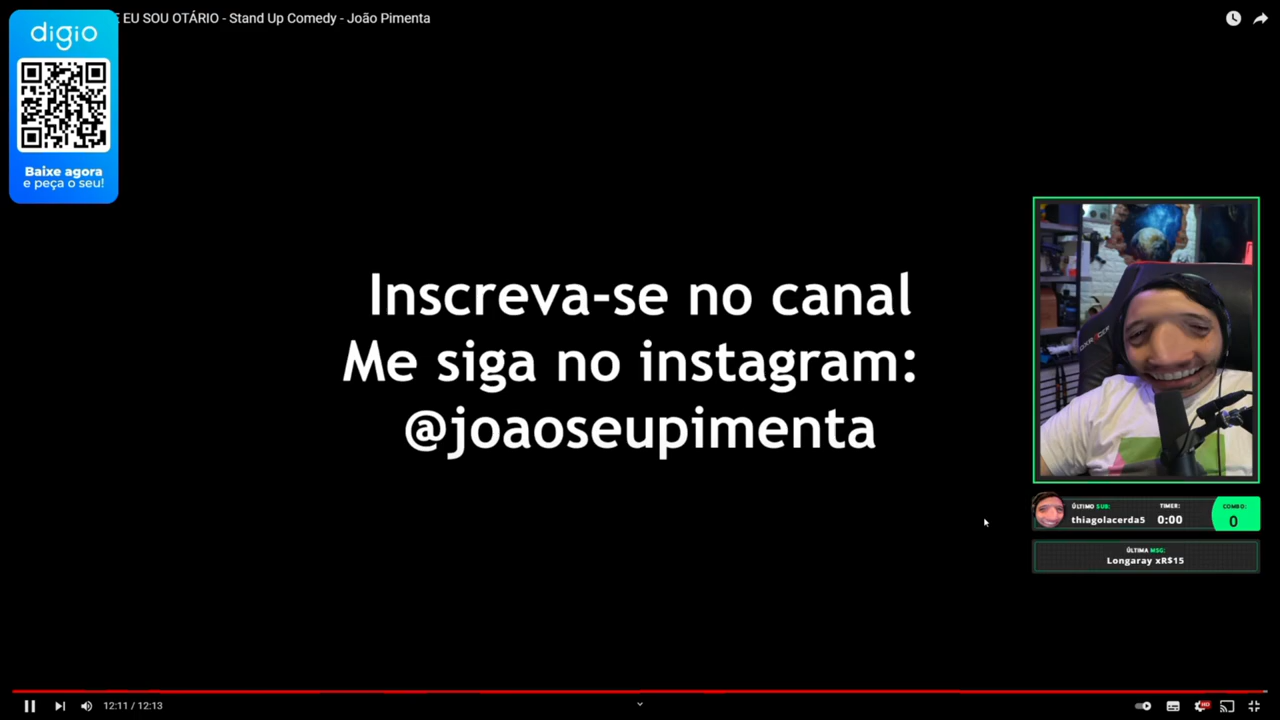 EU SOU OTÁRIO - Stand Up Comedy - João Pimenta
digio
Baixe agora
e peça o seu!
Inscreva-se no canal
Me siga no instagram:
@joaoseupimenta
DXRACER
ÚLTIMO SUB:
thiagolacerda5
TIMER:
0:00
COMBO:
0
ÚLTIMA MSG:
Longaray xR$15
12:11 / 12:13
HD